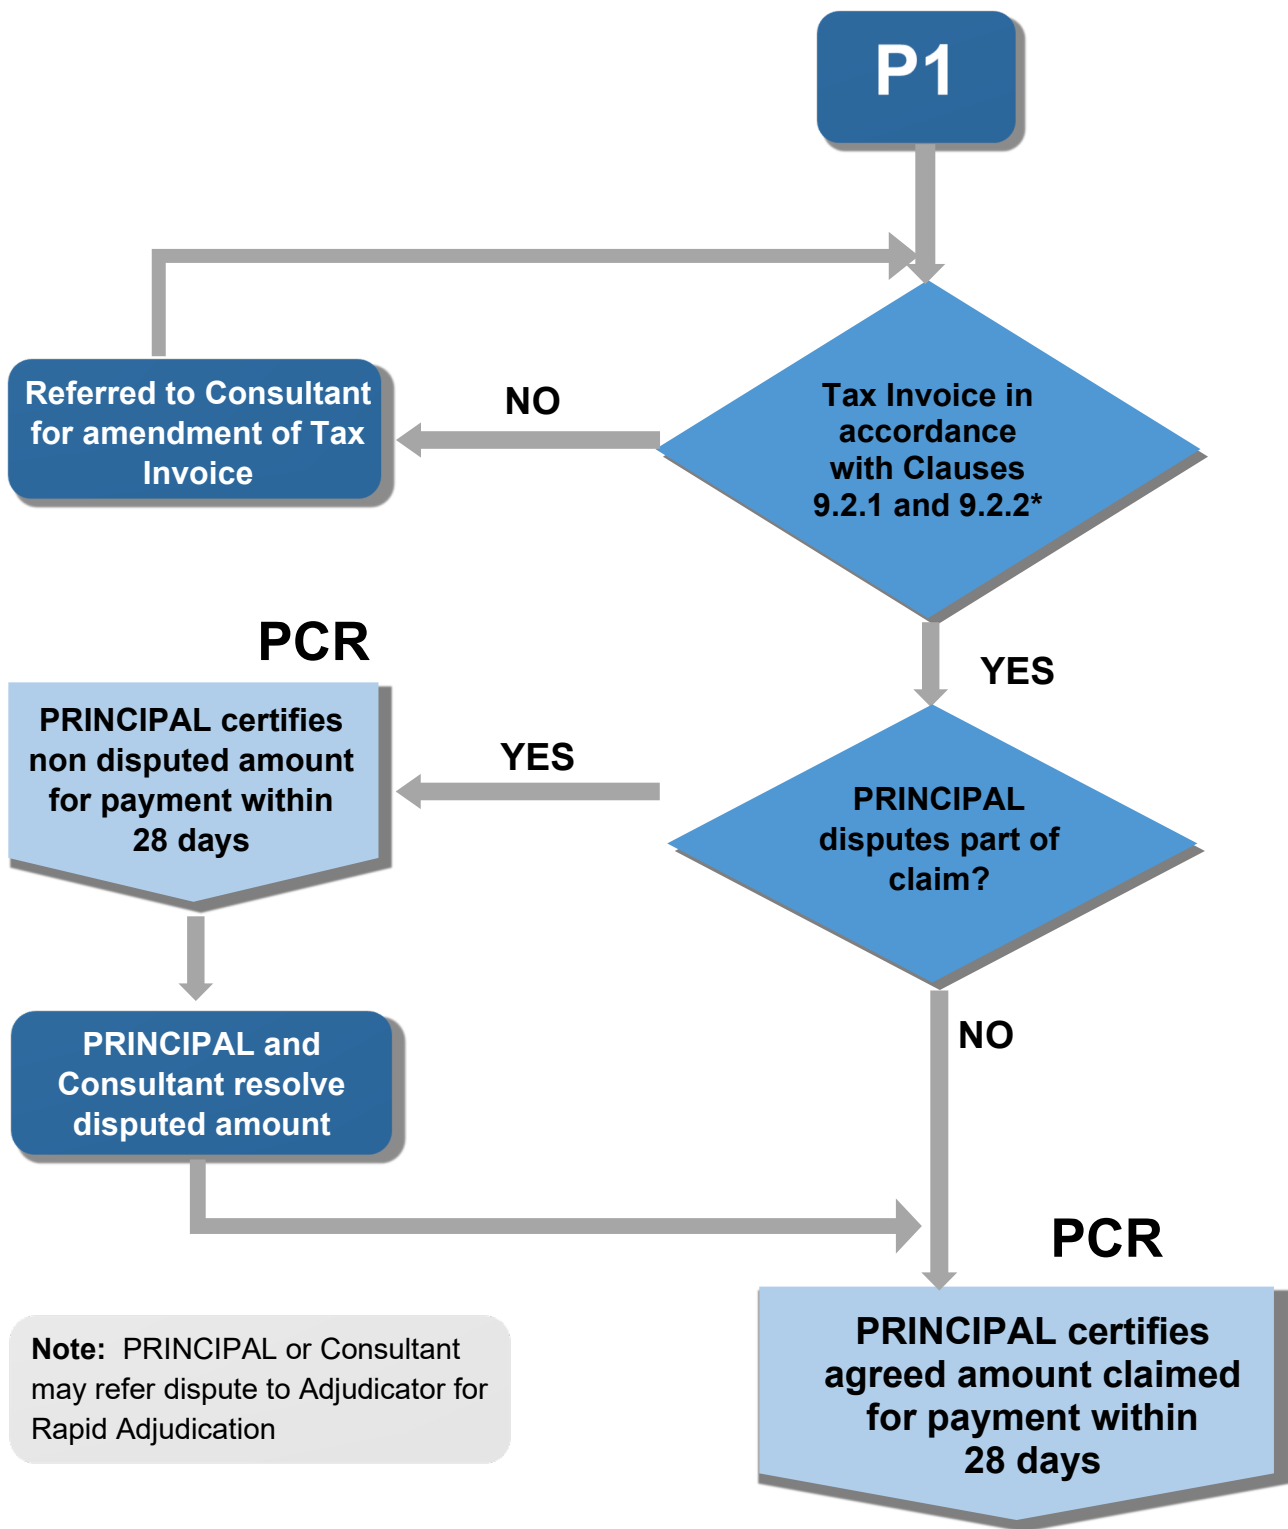 P1
Referred to Consultant
for amendment of Tax
Invoice
NO
Tax Invoice in
accordance
with Clauses
9.2.1 and 9.2.2*
YES
PCR
PRINCIPAL certifies
non disputed amount
for payment within
28 days
YES
PRINCIPAL
disputes part of
claim?
NO
PRINCIPAL and
Consultant resolve
disputed amount
PCR
PRINCIPAL certifies
agreed amount claimed
for payment within
28 days
Note: PRINCIPAL or Consultant
may refer dispute to Adjudicator for
Rapid Adjudication